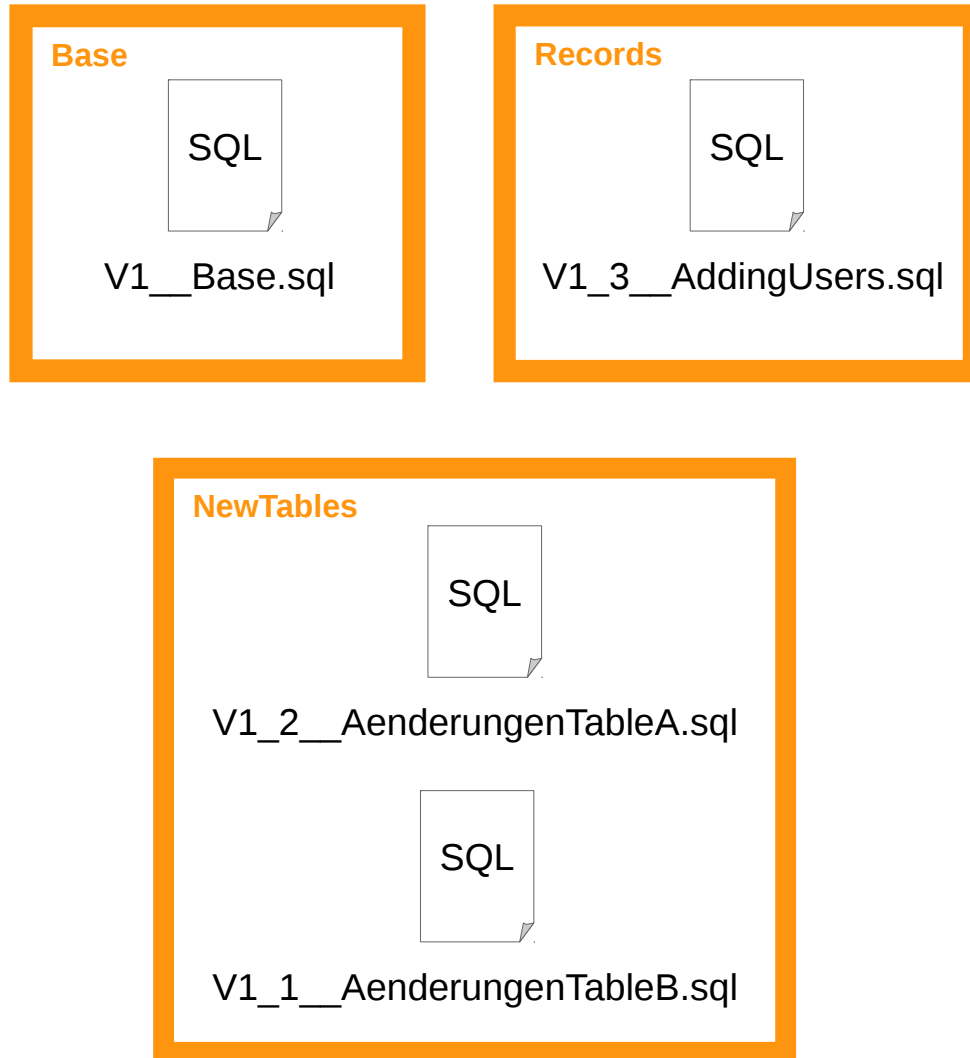 Base
SQL
V1__Base.sql
Records
SQL
V1_3__AddingUsers.sql
NewTables
SQL
V1_2__AenderungenTableA.sql
SQL
V1_1__AenderungenTableB.sql